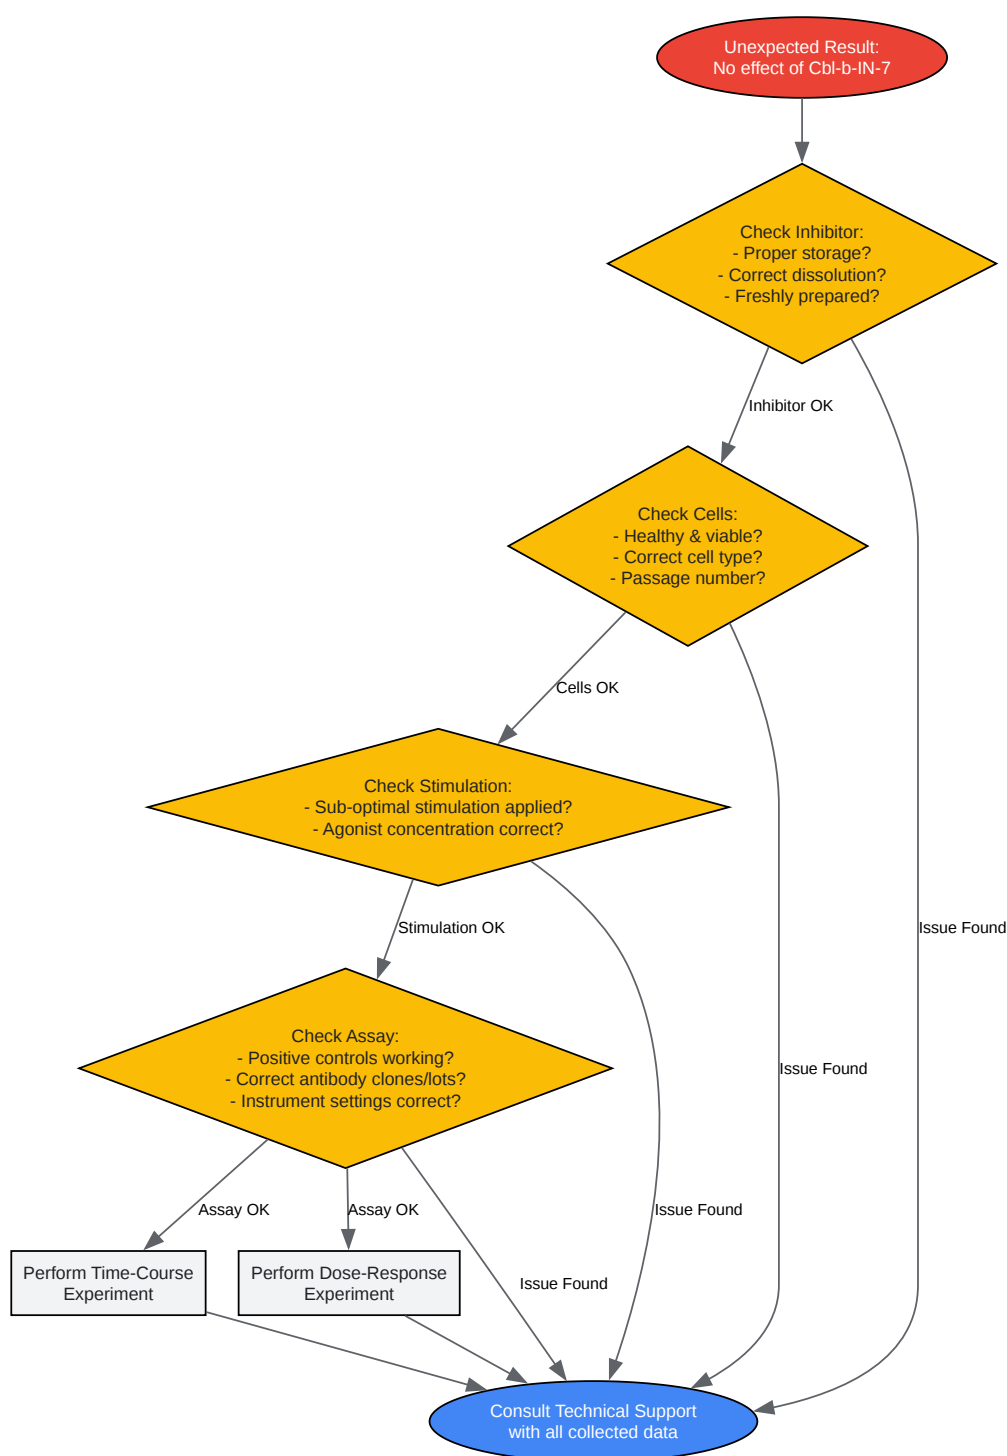 Unexpected Result:
No effect of Cbl-b-IN-7
Check Inhibitor:
- Proper storage?
- Correct dissolution?
- Freshly prepared?
Inhibitor OK
Check Cells:
- Healthy & viable?
- Correct cell type?
- Passage number?
Cells OK
Check Stimulation:
- Sub-optimal stimulation applied?
- Agonist concentration correct?
Stimulation OK
Issue Found
Check Assay:
- Positive controls working?
- Correct antibody clones/lots?
- Instrument settings correct?
Issue Found
Assay OK
Assay OK
Issue Found
Perform Time-Course
Experiment
Perform Dose-Response
Experiment
Issue Found
Consult Technical Support
with all collected data